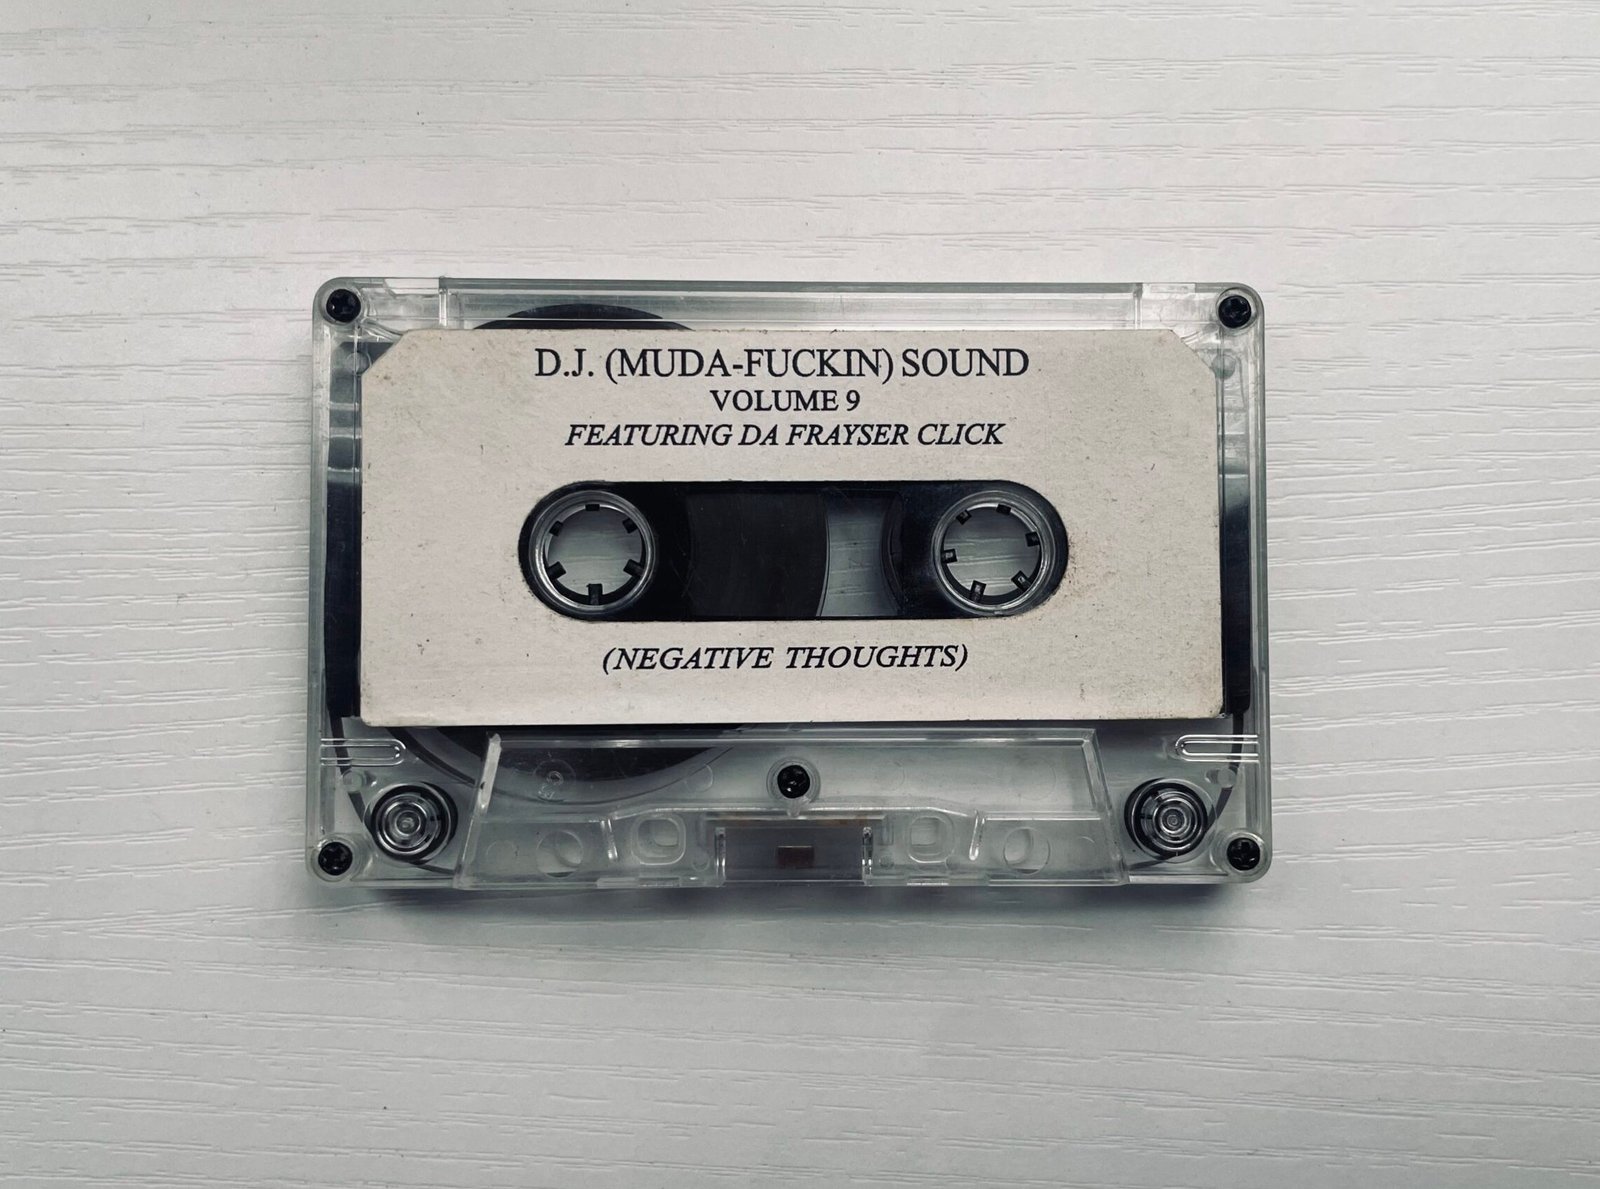 D.J. (MUDA-FUCKIN) SOUND
VOLUME 9
FEATURING DA FRAYSER CLICK
(NEGATIVE THOUGHTS)